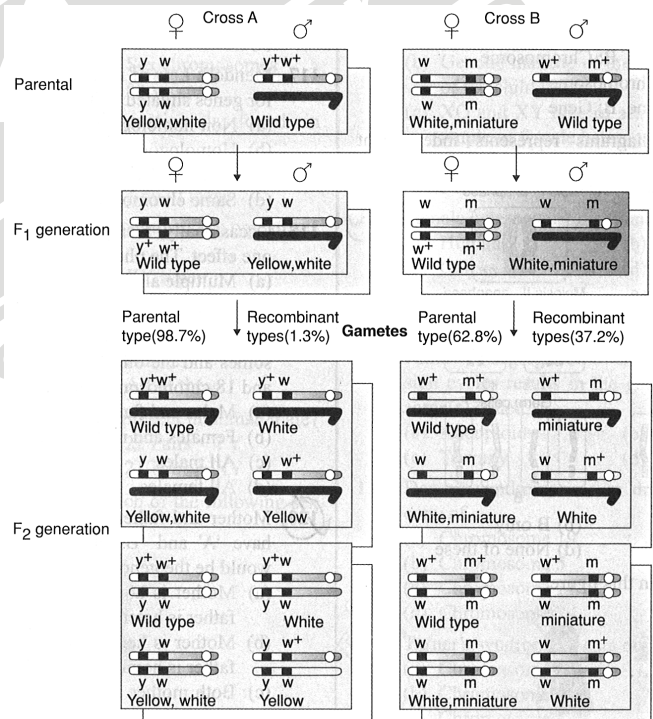 Cross A
Cross B
♀ ♂ ♀ ♂
Parental
y w y+w+ w m w+ m+
w m
Yellow,white Wild type White,miniature Wild type
♀ ♂ ♀ ♂
F1 generation
y w y w w m w m
y+ w+ w+ m+
Wild type Yellow,white Wild type White,miniature
Parental type(98.7%)
Recombinant types(1.3%)
Gametes
Parental type(62.8%)
Recombinant types(37.2%)
F2 generation
y+w+ y+w w+ m+ w+ m
Wild type White Wild type miniature
y w y w+ w m w m+
Yellow,white Yellow White,miniature White
y+w+ y+w w+ m+ w+ m
y w y w w m w m
Wild type White Wild type miniature
y w y w+ w m w m+
y w y w w m w m
Yellow, white Yellow White,miniature White